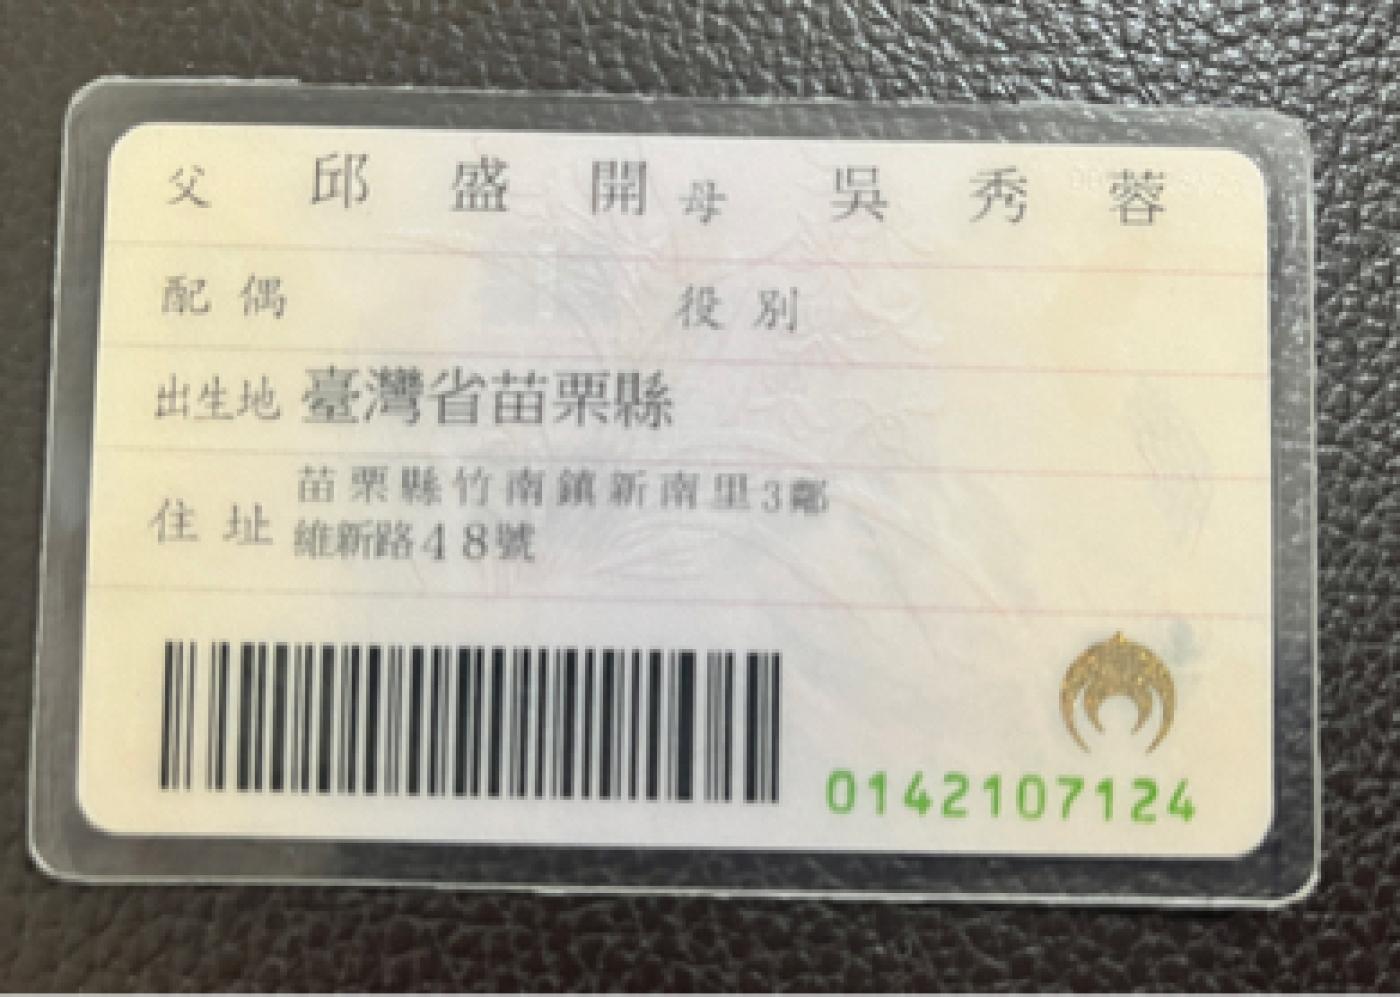 父 邱盛開 母 吳秀蓉
配偶 役別
出生地 臺灣省苗栗縣
住址 苗栗縣竹南鎮新南里3鄰
維新路48號
0142107124